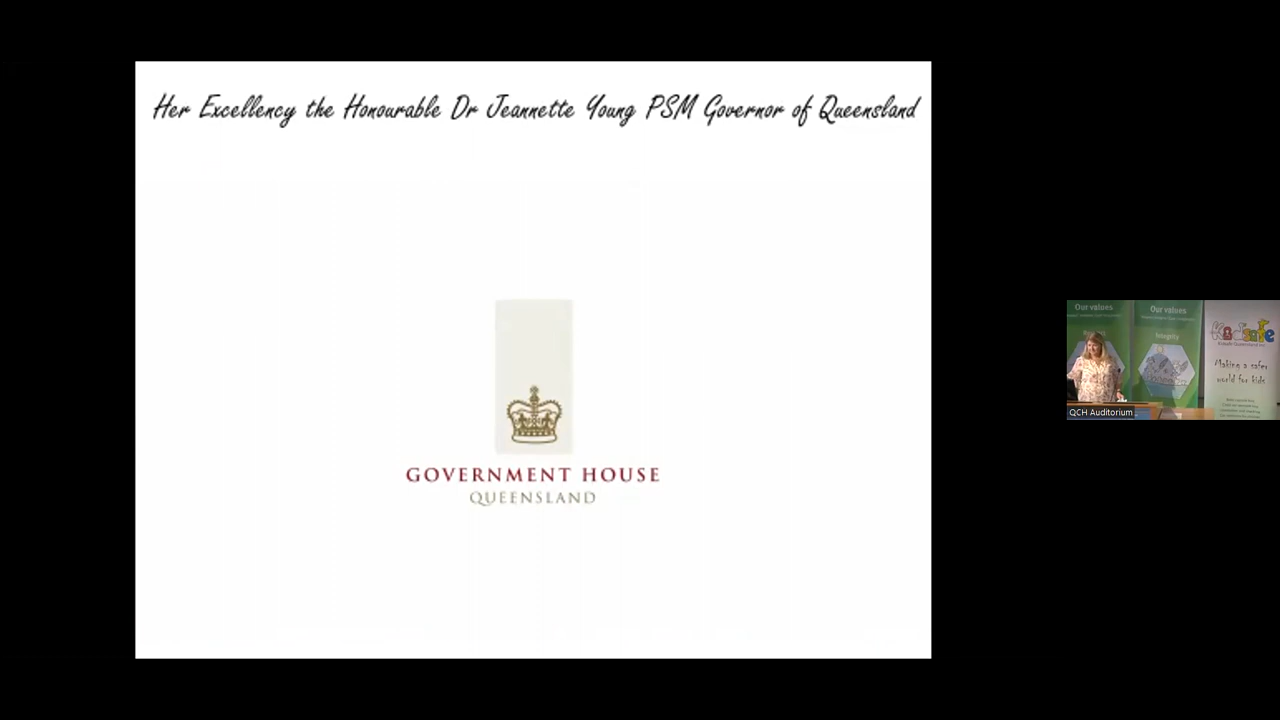 Her Excellency the Honourable Dr Jeannette Young PSM Governor of Queensland
GOVERNMENT HOUSE
QUEENSLAND
Our values
Our values
Integrity
Kidsafe
Making a safer
world for kids
QCH Auditorium